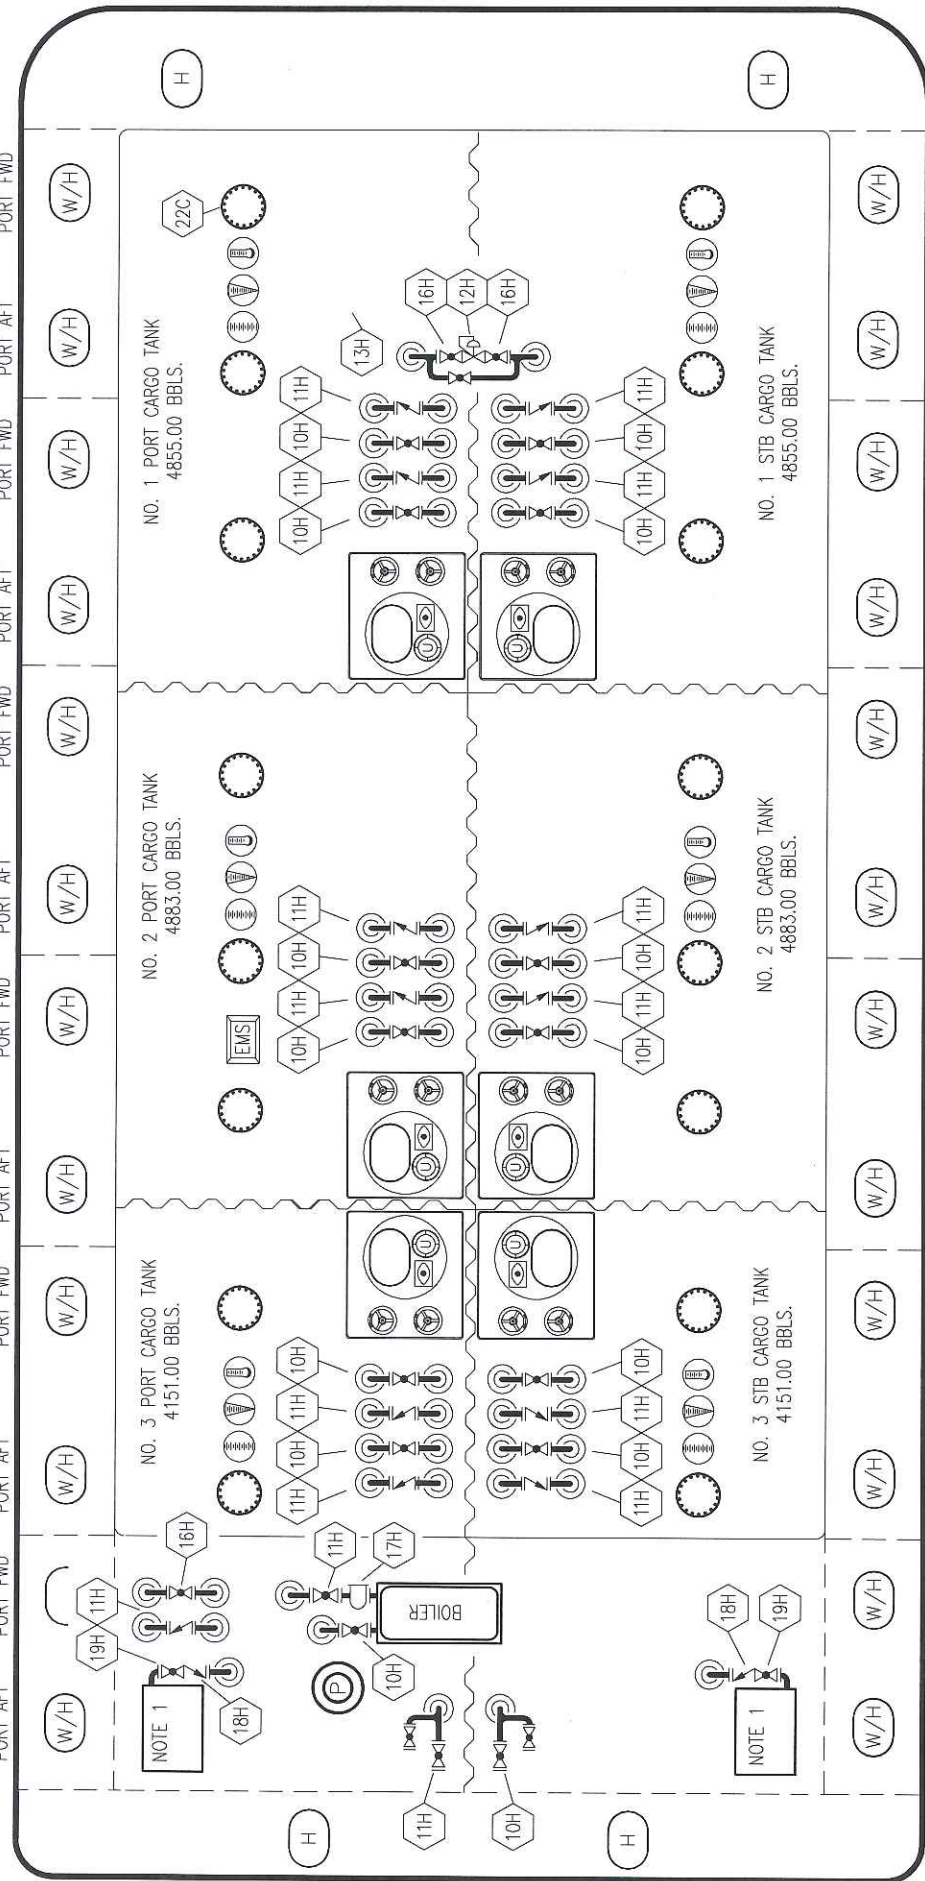 PORT AFT
PORT FWD
PORT AFT
PORT FWD
PORT AFT
PORT FWD
PORT AFT
PORT FWD
PORT AFT
PORT FWD
PORT AFT
PORT FWD
W/H
W/H
W/H
W/H
W/H
W/H
W/H
W/H
W/H
W/H
W/H
H
19H
11H
16H
NOTE 1
18H
NO. 3 PORT CARGO TANK
4151.00 BBLS.
NO. 2 PORT CARGO TANK
4883.00 BBLS.
NO. 1 PORT CARGO TANK
4855.00 BBLS.
22C
EMS
11H
10H
11H
10H
10H
11H
10H
11H
10H
11H
10H
11H
13H
H
P
10H
11H
17H
BOILER
U
U
U
16H
12H
16H
11H
10H
U
U
U
11H
10H
11H
10H
10H
11H
10H
11H
10H
11H
10H
11H
H
NO. 3 STB CARGO TANK
4151.00 BBLS.
NO. 2 STB CARGO TANK
4883.00 BBLS.
NO. 1 STB CARGO TANK
4855.00 BBLS.
NOTE 1
18H
19H
H
W/H
W/H
W/H
W/H
W/H
W/H
W/H
W/H
W/H
W/H
W/H
W/H